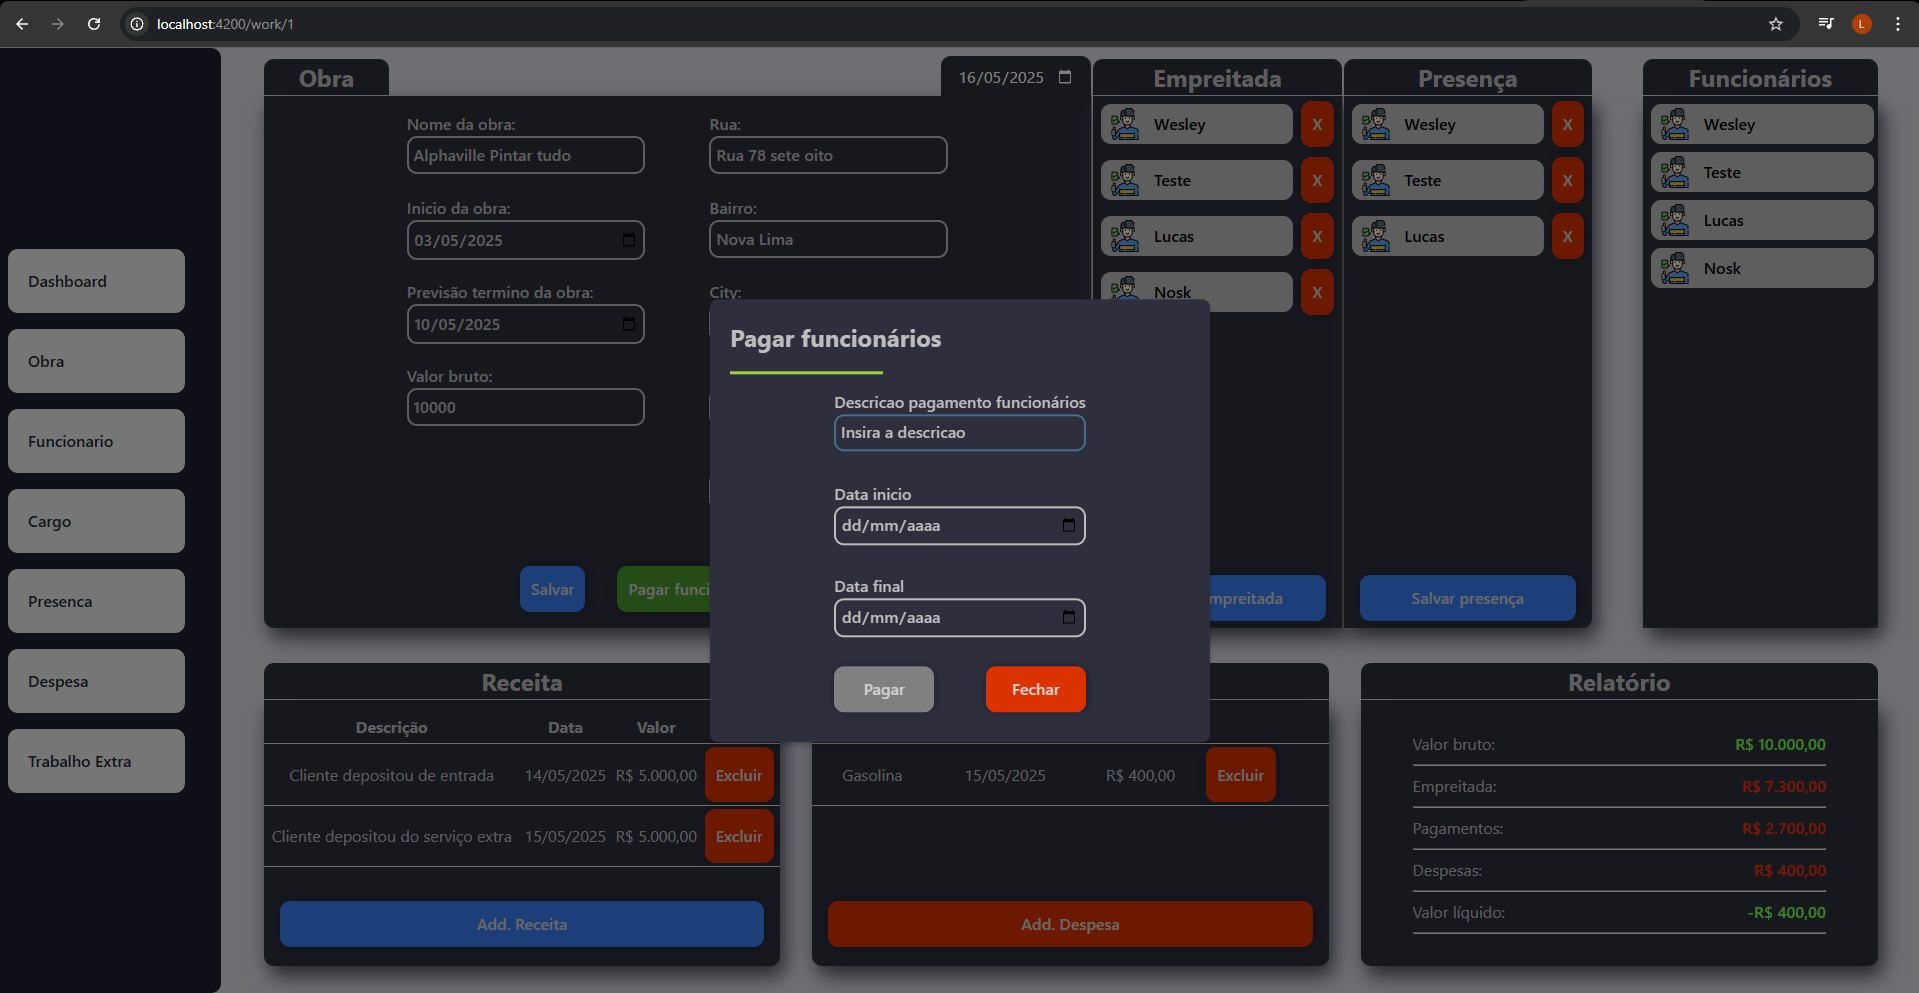 localhost:4200/work/1
L
Dashboard
Obra
Funcionario
Cargo
Presenca
Despesa
Trabalho Extra
Obra
16/05/2025
Nome da obra:
Alphaville Pintar tudo
Rua:
Rua 78 sete oito
Inicio da obra:
03/05/2025
Bairro:
Nova Lima
Previsão termino da obra:
10/05/2025
City:
Valor bruto:
10000
Salvar
Pagar funci
Empreitada
Wesley X
Teste X
Lucas X
Nosk X
mpreitada
Presença
Wesley X
Teste X
Lucas X
Salvar presença
Funcionários
Wesley
Teste
Lucas
Nosk
Pagar funcionários
Descricao pagamento funcionários
Insira a descricao
Data inicio
dd/mm/aaaa
Data final
dd/mm/aaaa
Pagar Fechar
Receita
Descrição Data Valor
Cliente depositou de entrada 14/05/2025 R$ 5.000,00 Excluir
Cliente depositou do serviço extra 15/05/2025 R$ 5.000,00 Excluir
Add. Receita
Gasolina 15/05/2025 R$ 400,00 Excluir
Add. Despesa
Relatório
Valor bruto: R$ 10.000,00
Empreitada: R$ 7.300,00
Pagamentos: R$ 2.700,00
Despesas: R$ 400,00
Valor líquido: -R$ 400,00